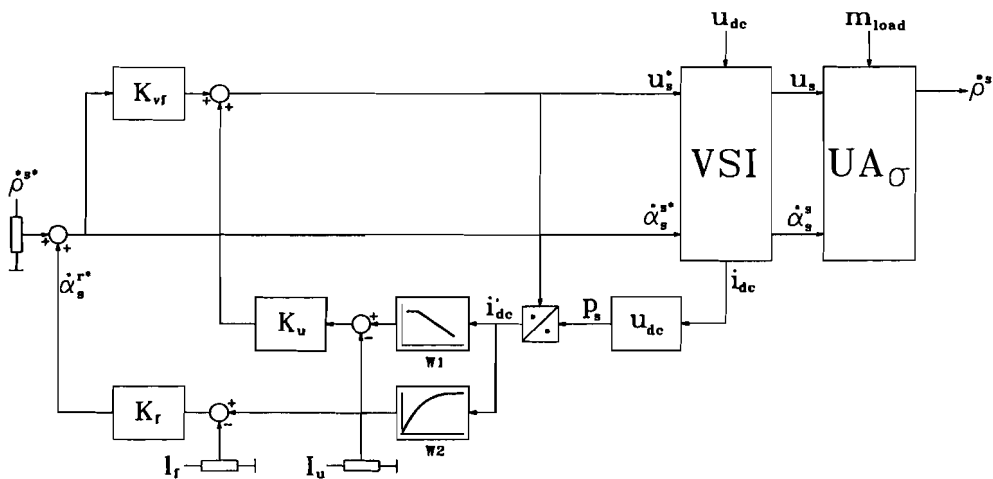 u_dc
m_load
K_vf
+
+
u_s^*
u_s
ρ̇^s
VSI
UA_σ
ρ̇^s*
+
+
α̇_s^s*
α̇_s^s
α̇_s^r*
i_dc
K_u
+
-
i'_dc
p_s
u_dc
W1
K_f
+
-
W2
I_f
I_u